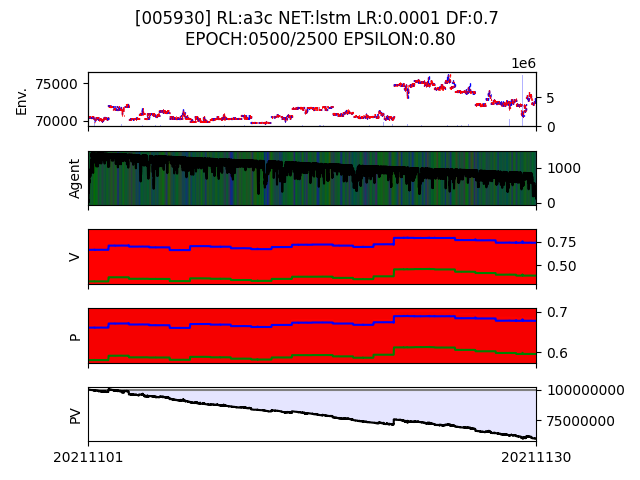 [005930] RL:a3c NET:lstm LR:0.0001 DF:0.7
EPOCH:0500/2500 EPSILON:0.80
1e6
75000
70000
Env.
5
0
Agent
1000
0
V
0.75
0.50
P
0.7
0.6
PV
100000000
75000000
20211101
20211130